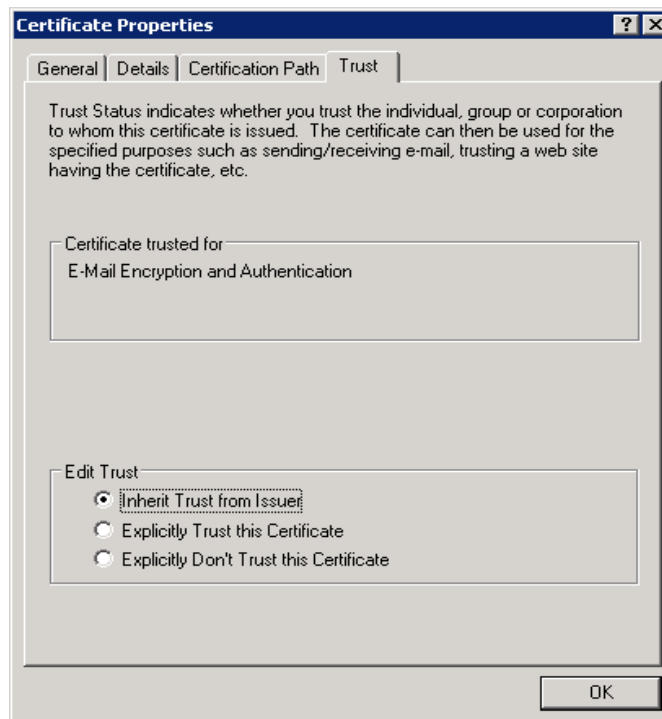 Certificate Properties
General Details Certification Path Trust
Trust Status indicates whether you trust the individual, group or corporation
to whom this certificate is issued. The certificate can then be used for the
specified purposes such as sending/receiving e-mail, trusting a web site
having the certificate, etc.
Certificate trusted for
E-Mail Encryption and Authentication
Edit Trust
Inherit Trust from Issuer
Explicitly Trust this Certificate
Explicitly Don't Trust this Certificate
OK